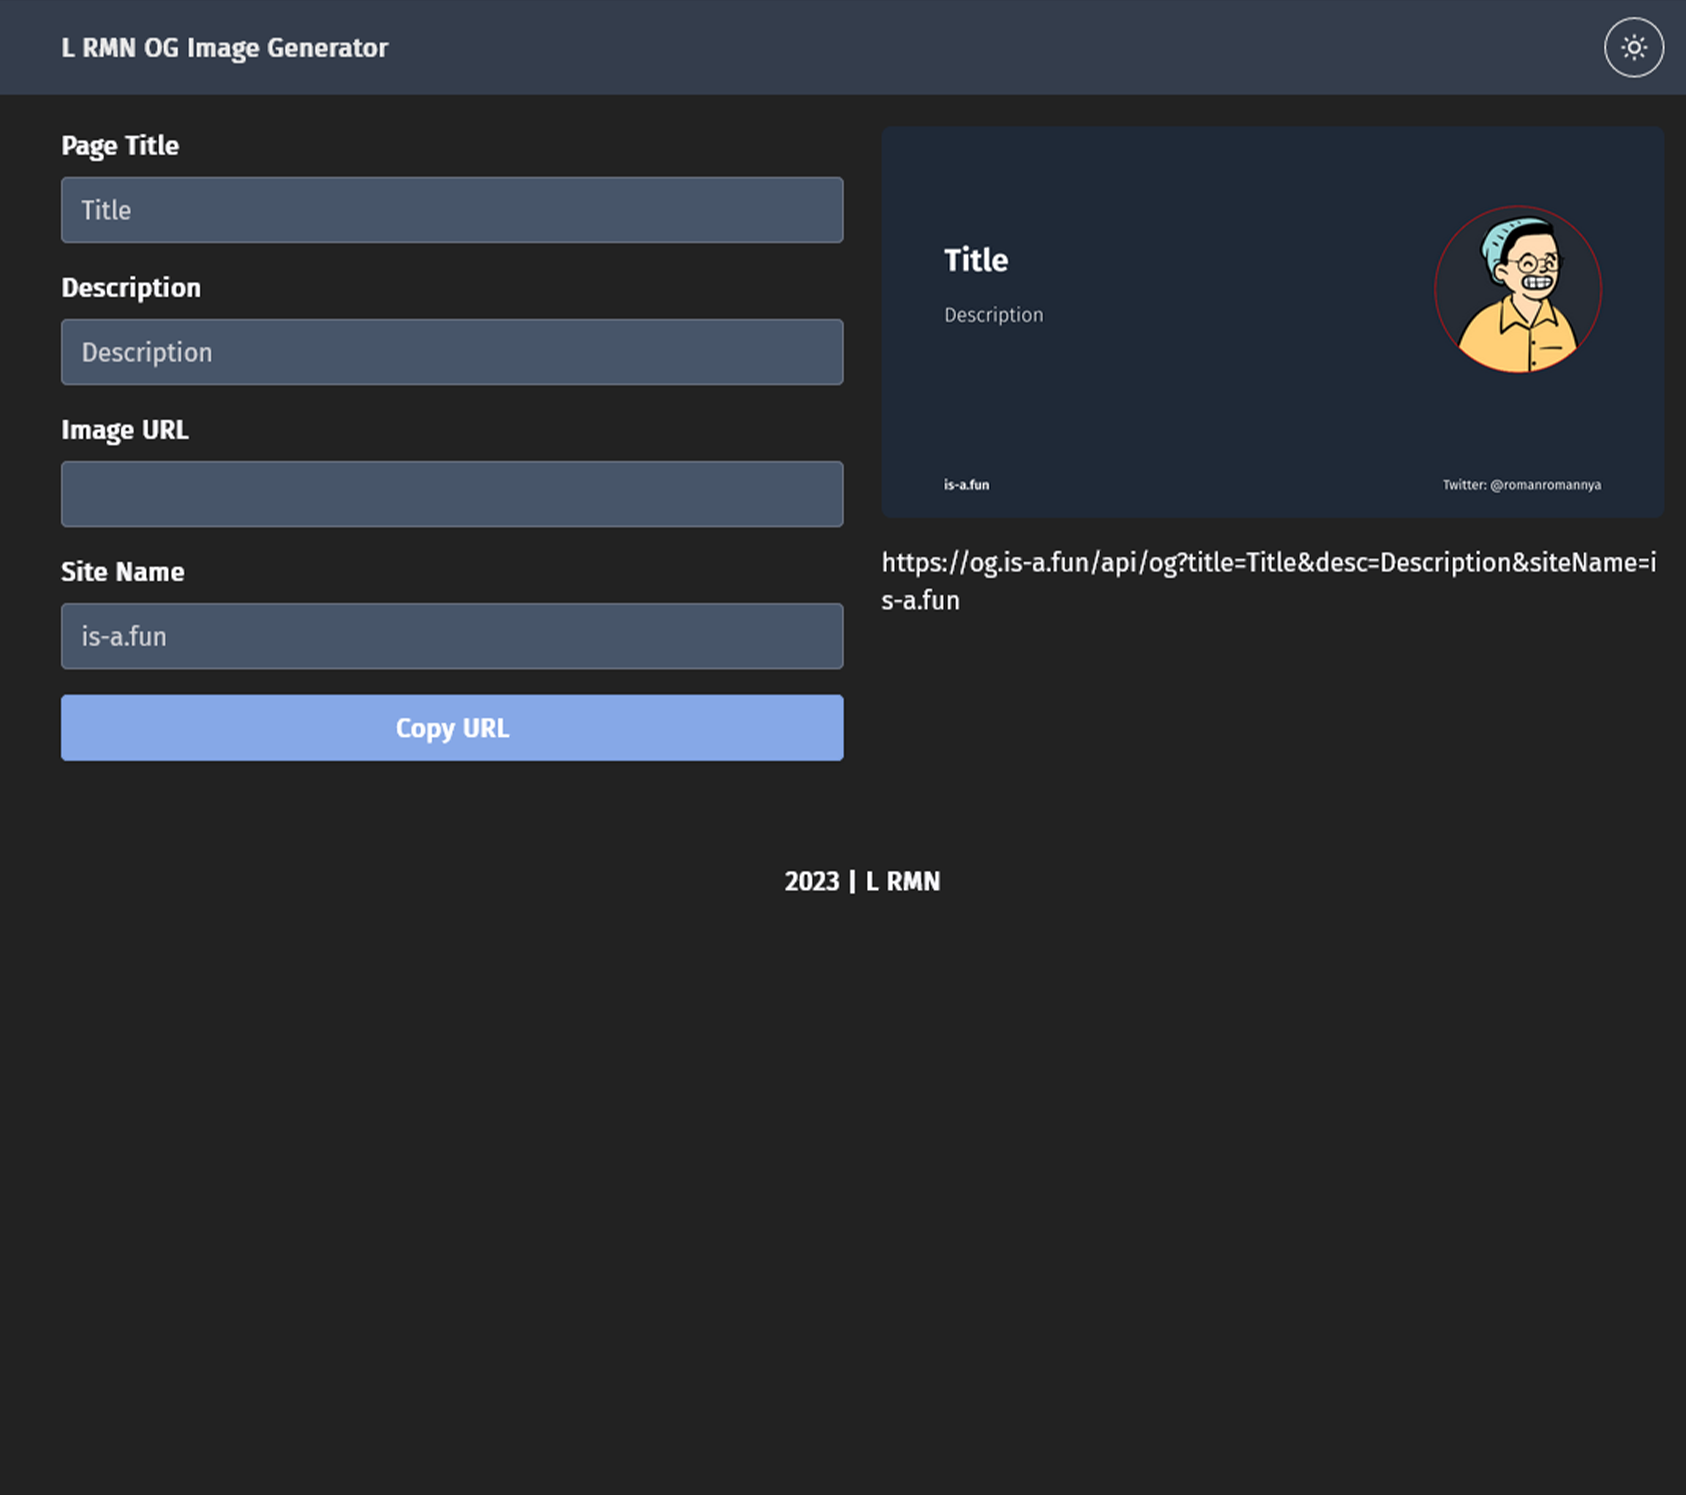 L RMN OG Image Generator
Page Title
Title
Description
Description
Image URL
Site Name
is-a.fun
Copy URL
Title
Description
is-a.fun
Twitter: @romanromannya
https://og.is-a.fun/api/og?title=Title&desc=Description&siteName=i
s-a.fun
2023 | L RMN